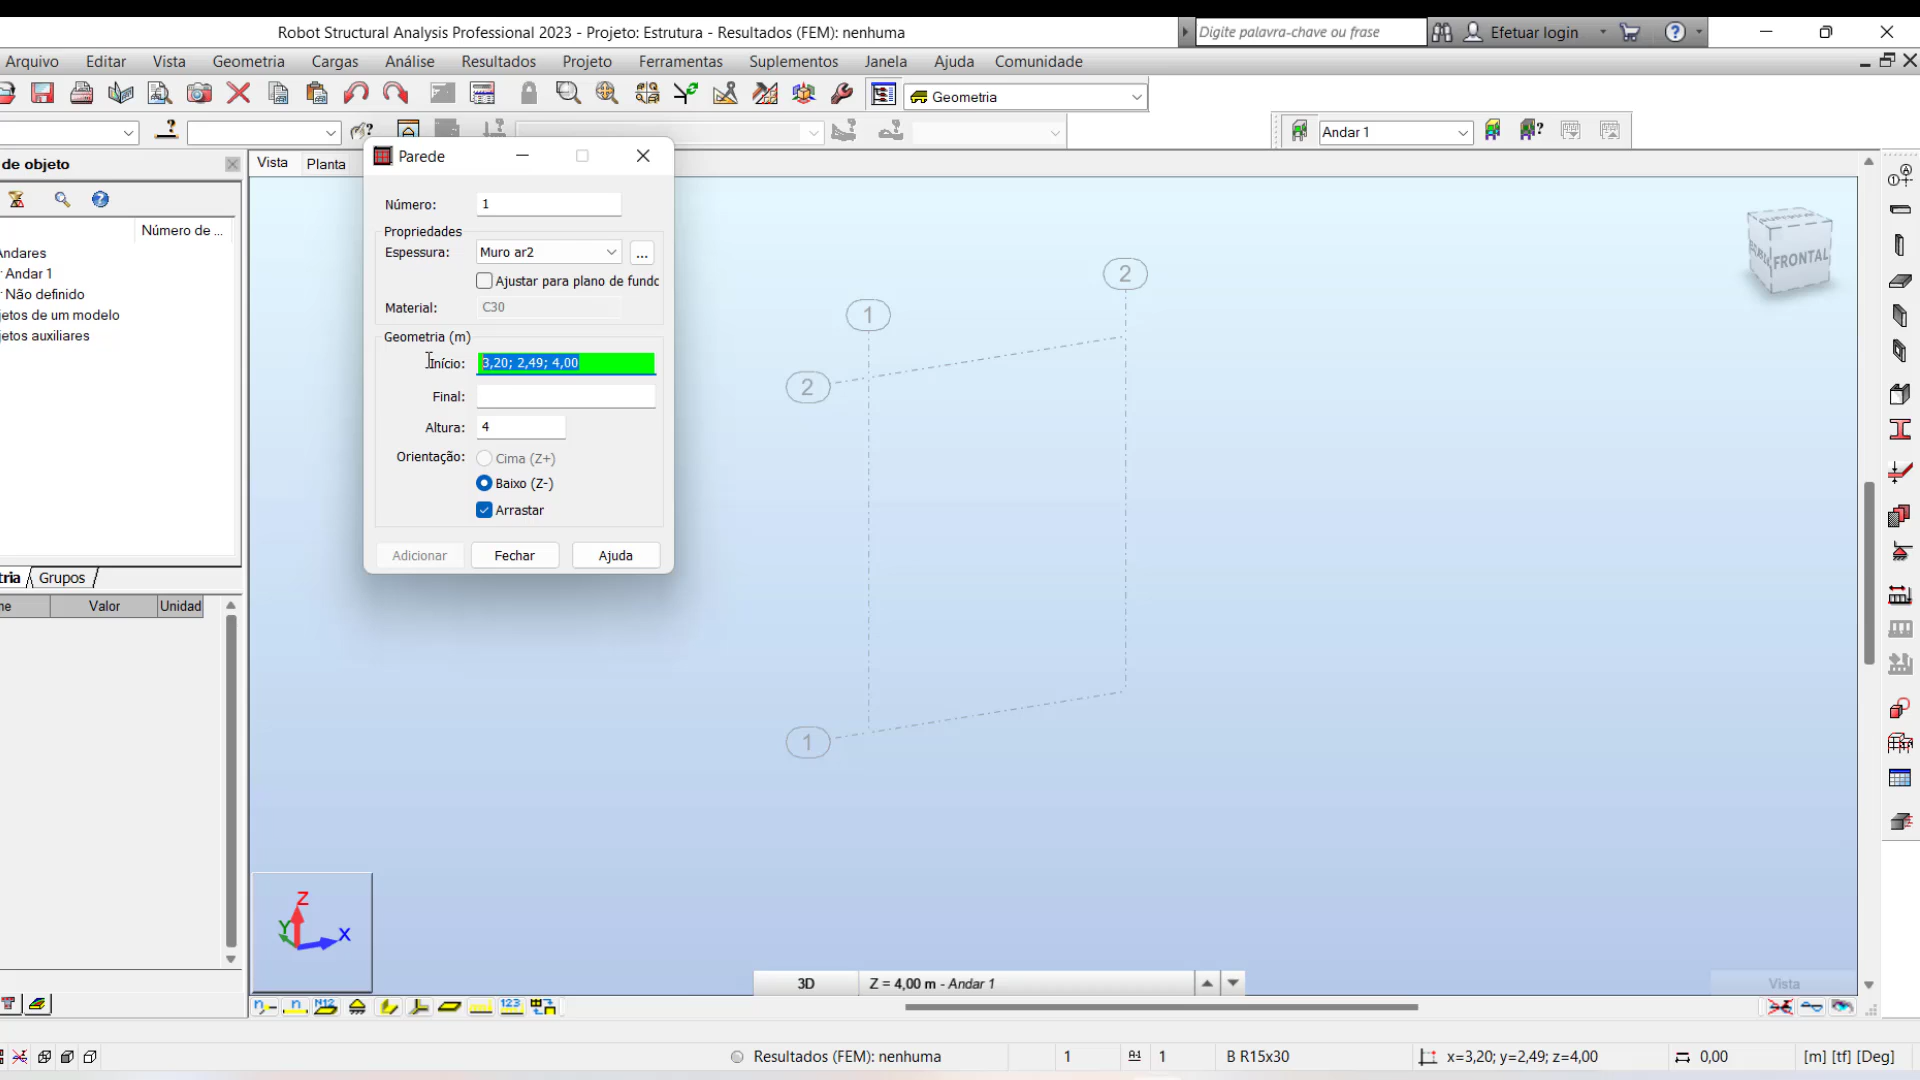 Robot Structural Analysis Professional 2023 - Projeto: Estrutura - Resultados (FEM): nenhuma
Digite palavra-chave ou frase
Efetuar login
Arquivo Editar Vista Geometria Cargas Análise Resultados Projeto Ferramentas Suplementos Janela Ajuda Comunidade
Geometria
Andar 1
de objeto
Vista Planta
Parede
Número de ...
Andares
Andar 1
Não definido
jetos de um modelo
jetos auxiliares
Número: 1
Propriedades
Espessura: Muro ar2 ...
Ajustar para plano de fundo
Material: C30
Geometria (m)
Início: 3,20; 2,49; 4,00
Final:
Altura: 4
Orientação: Cima (Z+)
Baixo (Z-)
Arrastar
Adicionar Fechar Ajuda
2
1
2
1
FRONTAL
tria Grupos
me Valor Unidad
Z
Y
X
3D Z = 4,00 m - Andar 1
Vista
Resultados (FEM): nenhuma 1 1 B R15x30 x=3,20; y=2,49; z=4,00 0,00 [m] [tf] [Deg]